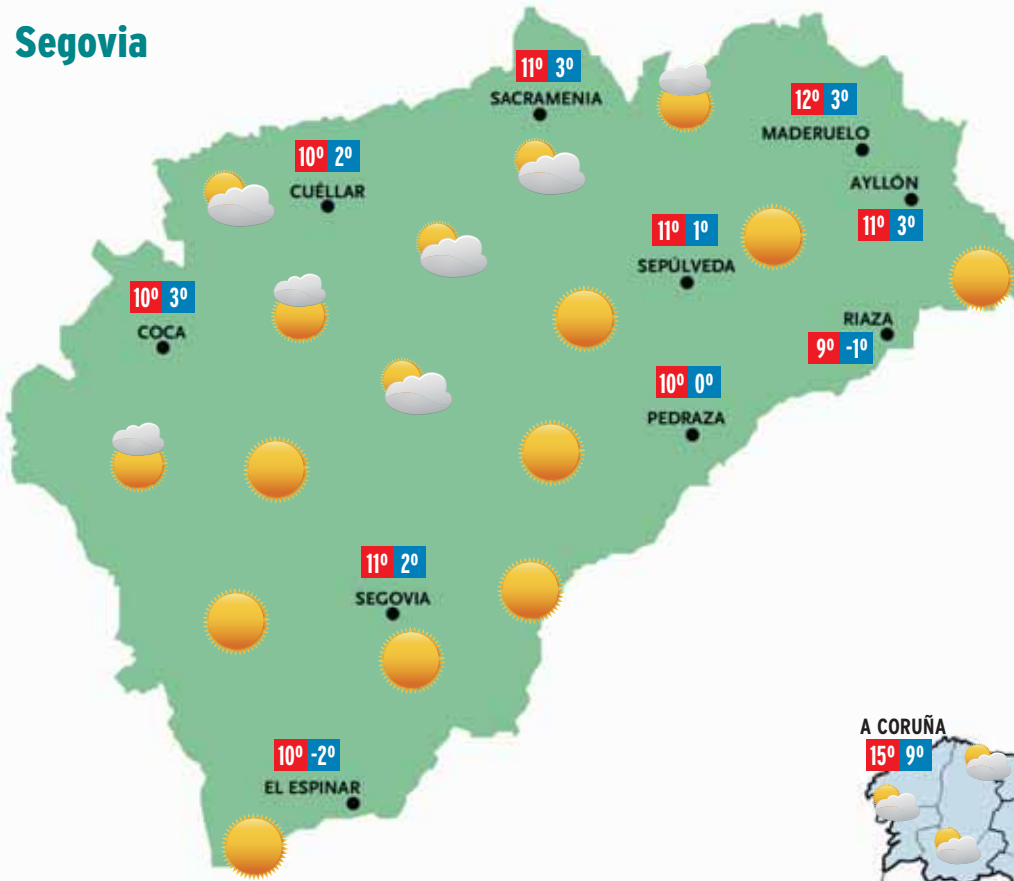 Segovia
11º 3º
SACRAMENIA
12º 3º
MADERUELO
10º 2º
CUÉLLAR
AYLLÓN
11º 3º
11º 1º
SEPÚLVEDA
10º 3º
COCA
RIAZA
9º -1º
10º 0º
PEDRAZA
11º 2º
SEGOVIA
A CORUÑA
15º 9º
10º -2º
EL ESPINAR